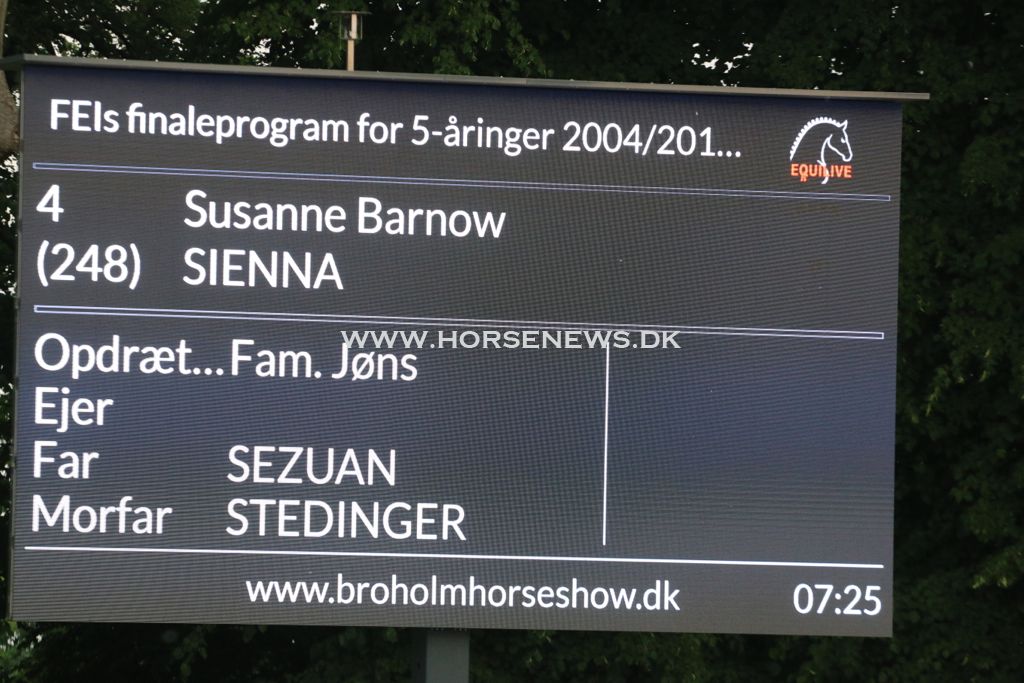 FEIs finaleprogram for 5-åringer 2004/201...
EQUILIVE
4 Susanne Barnow
(248) SIENNA
WWW.HORSENEWS.DK
Opdræt... Fam. Jøns
Ejer
Far SEZUAN
Morfar STEDINGER
www.broholmhorseshow.dk 07:25